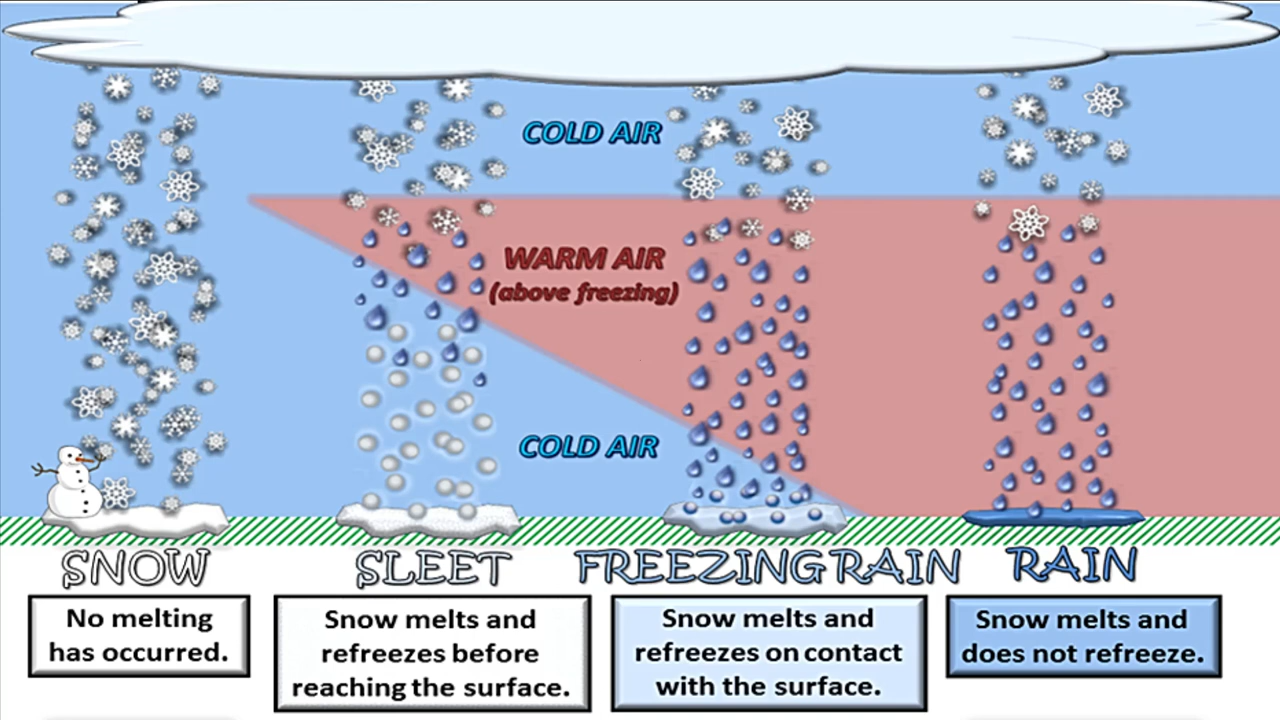 COLD AIR
WARM AIR
(above freezing)
COLD AIR
SNOW
SLEET
FREEZING RAIN
RAIN
No melting
has occurred.
Snow melts and
refreezes before
reaching the surface.
Snow melts and
refreezes on contact
with the surface.
Snow melts and
does not refreeze.